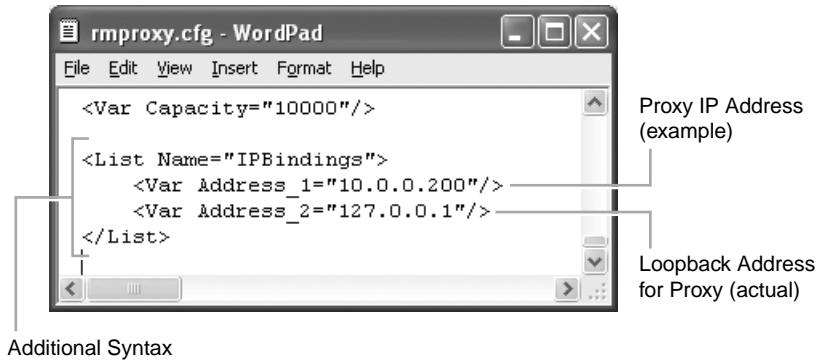 rmproxy.cfg - WordPad
File Edit View Insert Format Help
<Var Capacity="10000"/>
<List Name="IPBindings">
<Var Address_1="10.0.0.200"/>
<Var Address_2="127.0.0.1"/>
</List>
Proxy IP Address
(example)
Loopback Address
for Proxy (actual)
Additional Syntax